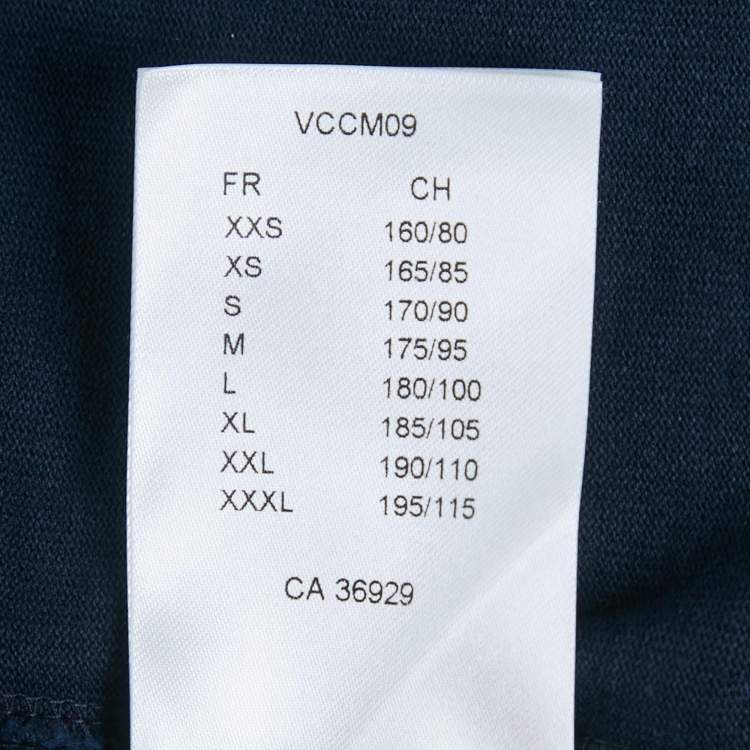 VCCM09
FR CH
XXS 160/80
XS 165/85
S 170/90
M 175/95
L 180/100
XL 185/105
XXL 190/110
XXXL 195/115
CA 36929